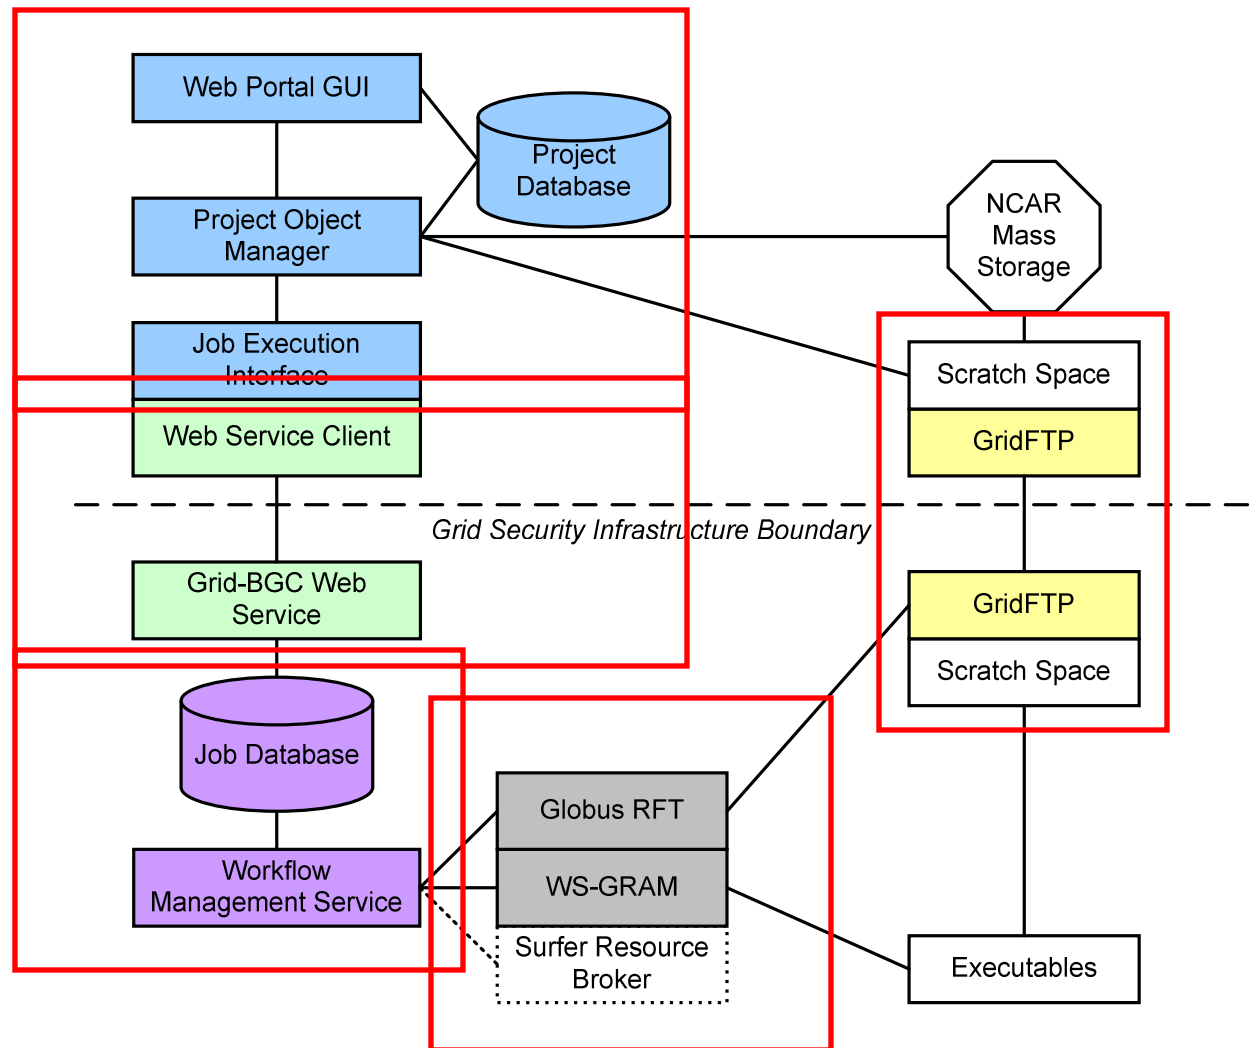 Web Portal GUI
Project
Database
Project Object
Manager
NCAR
Mass
Storage
Job Execution
Interface
Web Service Client
Scratch Space
GridFTP
Grid Security Infrastructure Boundary
Grid-BGC Web
Service
GridFTP
Scratch Space
Job Database
Globus RFT
Workflow
Management Service
WS-GRAM
Surfer Resource
Broker
Executables